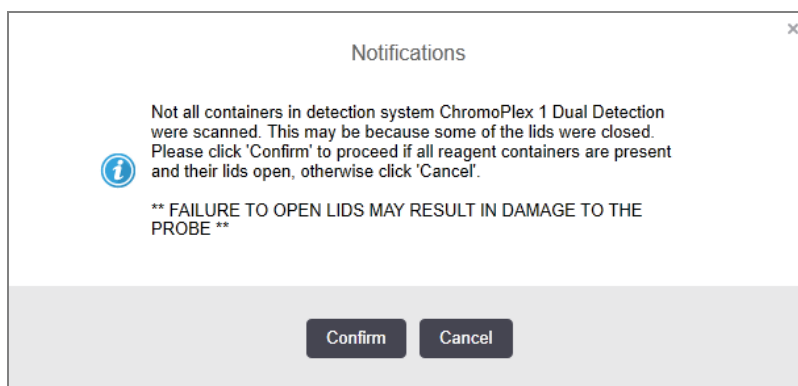 Notifications
Not all containers in detection system ChromoPlex 1 Dual Detection
were scanned. This may be because some of the lids were closed.
Please click 'Confirm' to proceed if all reagent containers are present
and their lids open, otherwise click 'Cancel'.
** FAILURE TO OPEN LIDS MAY RESULT IN DAMAGE TO THE
PROBE **
Confirm
Cancel